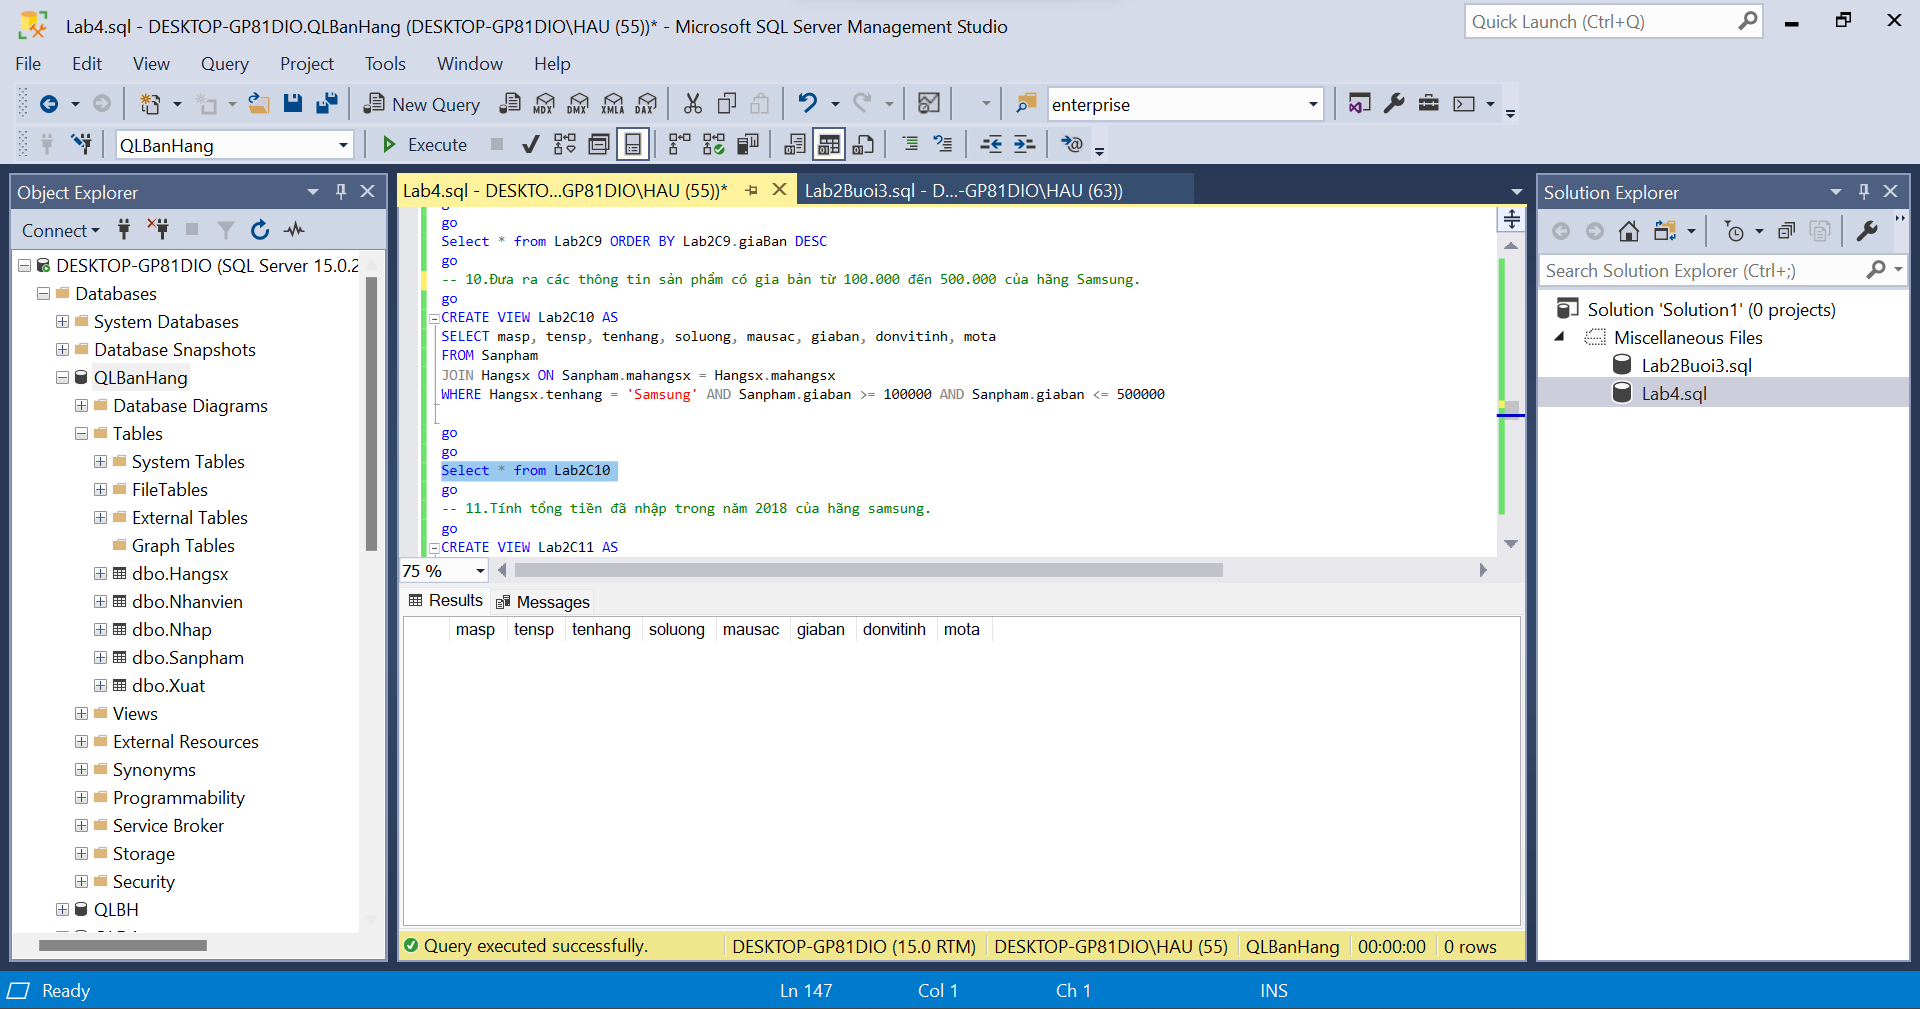 Lab4.sql - DESKTOP-GP81DIO.QLBanHang (DESKTOP-GP81DIO\HAU (55))* - Microsoft SQL Server Management Studio
Quick Launch (Ctrl+Q)
File Edit View Query Project Tools Window Help
New Query
MDX DMX XMLA DAX
enterprise
QLBanHang
Execute
Object Explorer
Connect
DESKTOP-GP81DIO (SQL Server 15.0.2
Databases
System Databases
Database Snapshots
QLBanHang
Database Diagrams
Tables
System Tables
FileTables
External Tables
Graph Tables
dbo.Hangsx
dbo.Nhanvien
dbo.Nhap
dbo.Sanpham
dbo.Xuat
Views
External Resources
Synonyms
Programmability
Service Broker
Storage
Security
QLBH
Lab4.sql - DESKTO...GP81DIO\HAU (55))*
Lab2Buoi3.sql - D...-GP81DIO\HAU (63))
go
Select * from Lab2C9 ORDER BY Lab2C9.giaBan DESC
go
-- 10.Đưa ra các thông tin sản phẩm có gia bản từ 100.000 đến 500.000 của hãng Samsung.
go
CREATE VIEW Lab2C10 AS
SELECT masp, tensp, tenhang, soluong, mausac, giaban, donvitinh, mota
FROM Sanpham
JOIN Hangsx ON Sanpham.mahangsx = Hangsx.mahangsx
WHERE Hangsx.tenhang = 'Samsung' AND Sanpham.giaban >= 100000 AND Sanpham.giaban <= 500000
go
go
Select * from Lab2C10
go
-- 11.Tính tổng tiền đã nhập trong năm 2018 của hãng samsung.
go
CREATE VIEW Lab2C11 AS
75 %
Results Messages
masp tensp tenhang soluong mausac giaban donvitinh mota
Query executed successfully.
DESKTOP-GP81DIO (15.0 RTM)
DESKTOP-GP81DIO\HAU (55)
QLBanHang
00:00:00
0 rows
Solution Explorer
Search Solution Explorer (Ctrl+;)
Solution 'Solution1' (0 projects)
Miscellaneous Files
Lab2Buoi3.sql
Lab4.sql
Ready
Ln 147
Col 1
Ch 1
INS